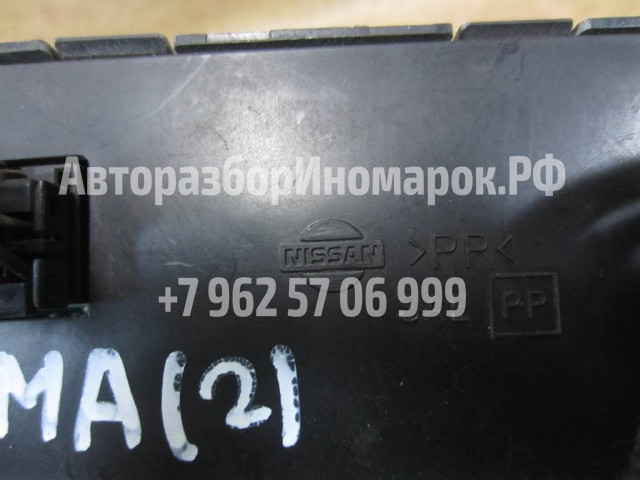 АвторазборИномарок.РФ
NISSAN >PP<
+7 962 57 06 999
PP
MA(2)